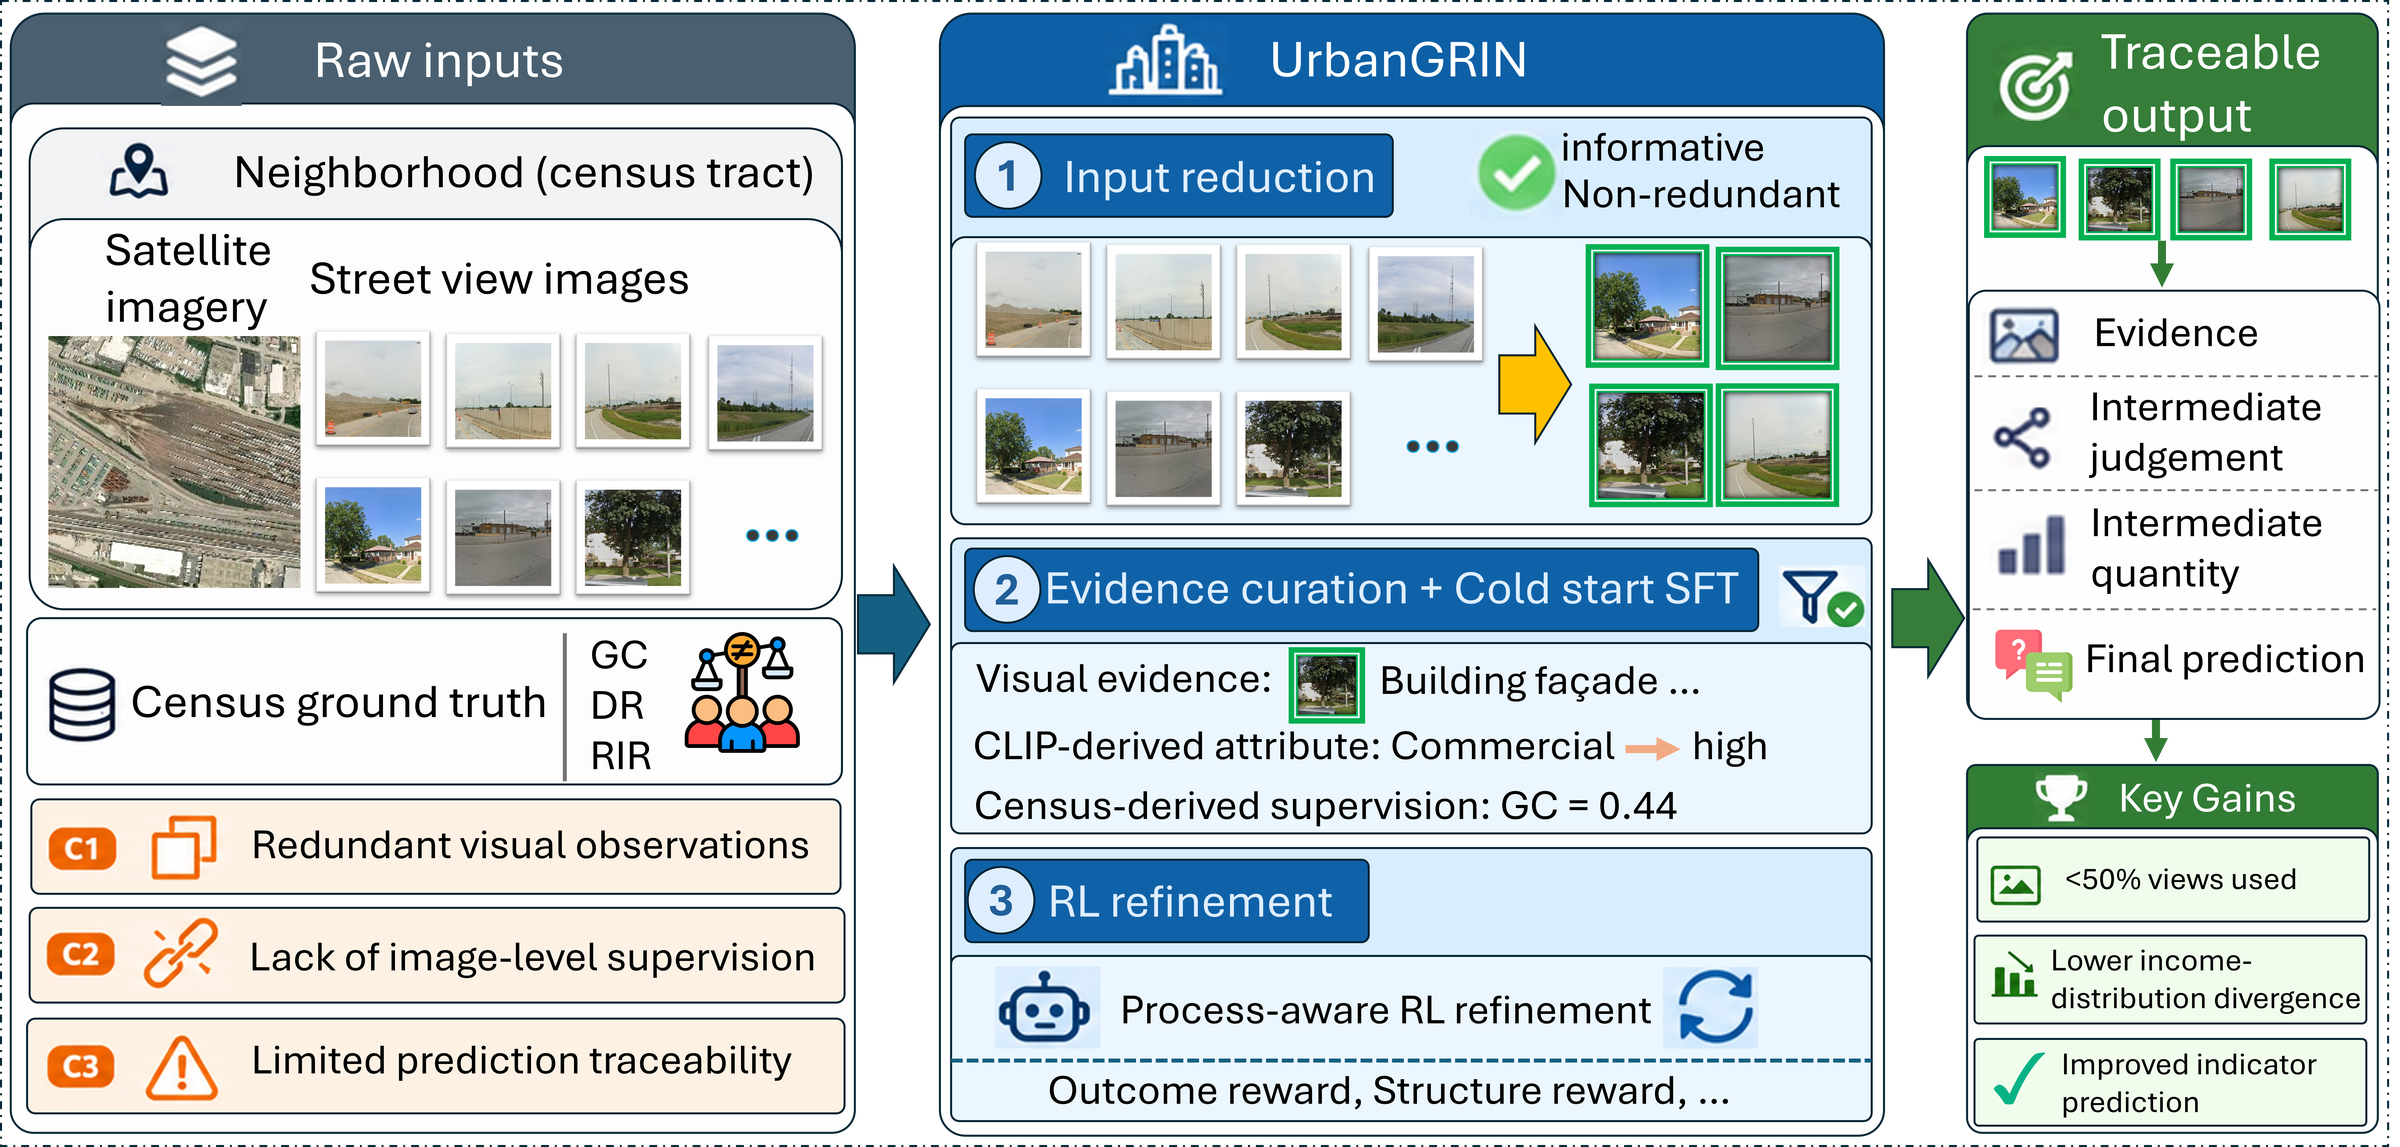 Raw inputs
Neighborhood (census tract)
Satellite
imagery
Street view images
Census ground truth
GC
DR
RIR
≠
C1
Redundant visual observations
C2
Lack of image-level supervision
C3
Limited prediction traceability
UrbanGRIN
1 Input reduction
informative
Non-redundant
2 Evidence curation + Cold start SFT
Visual evidence: Building façade ...
CLIP-derived attribute: Commercial → high
Census-derived supervision: GC = 0.44
3 RL refinement
Process-aware RL refinement
Outcome reward, Structure reward, ...
Traceable
output
Evidence
Intermediate
judgement
Intermediate
quantity
?
Final prediction
Key Gains
<50% views used
Lower income-
distribution divergence
Improved indicator
prediction